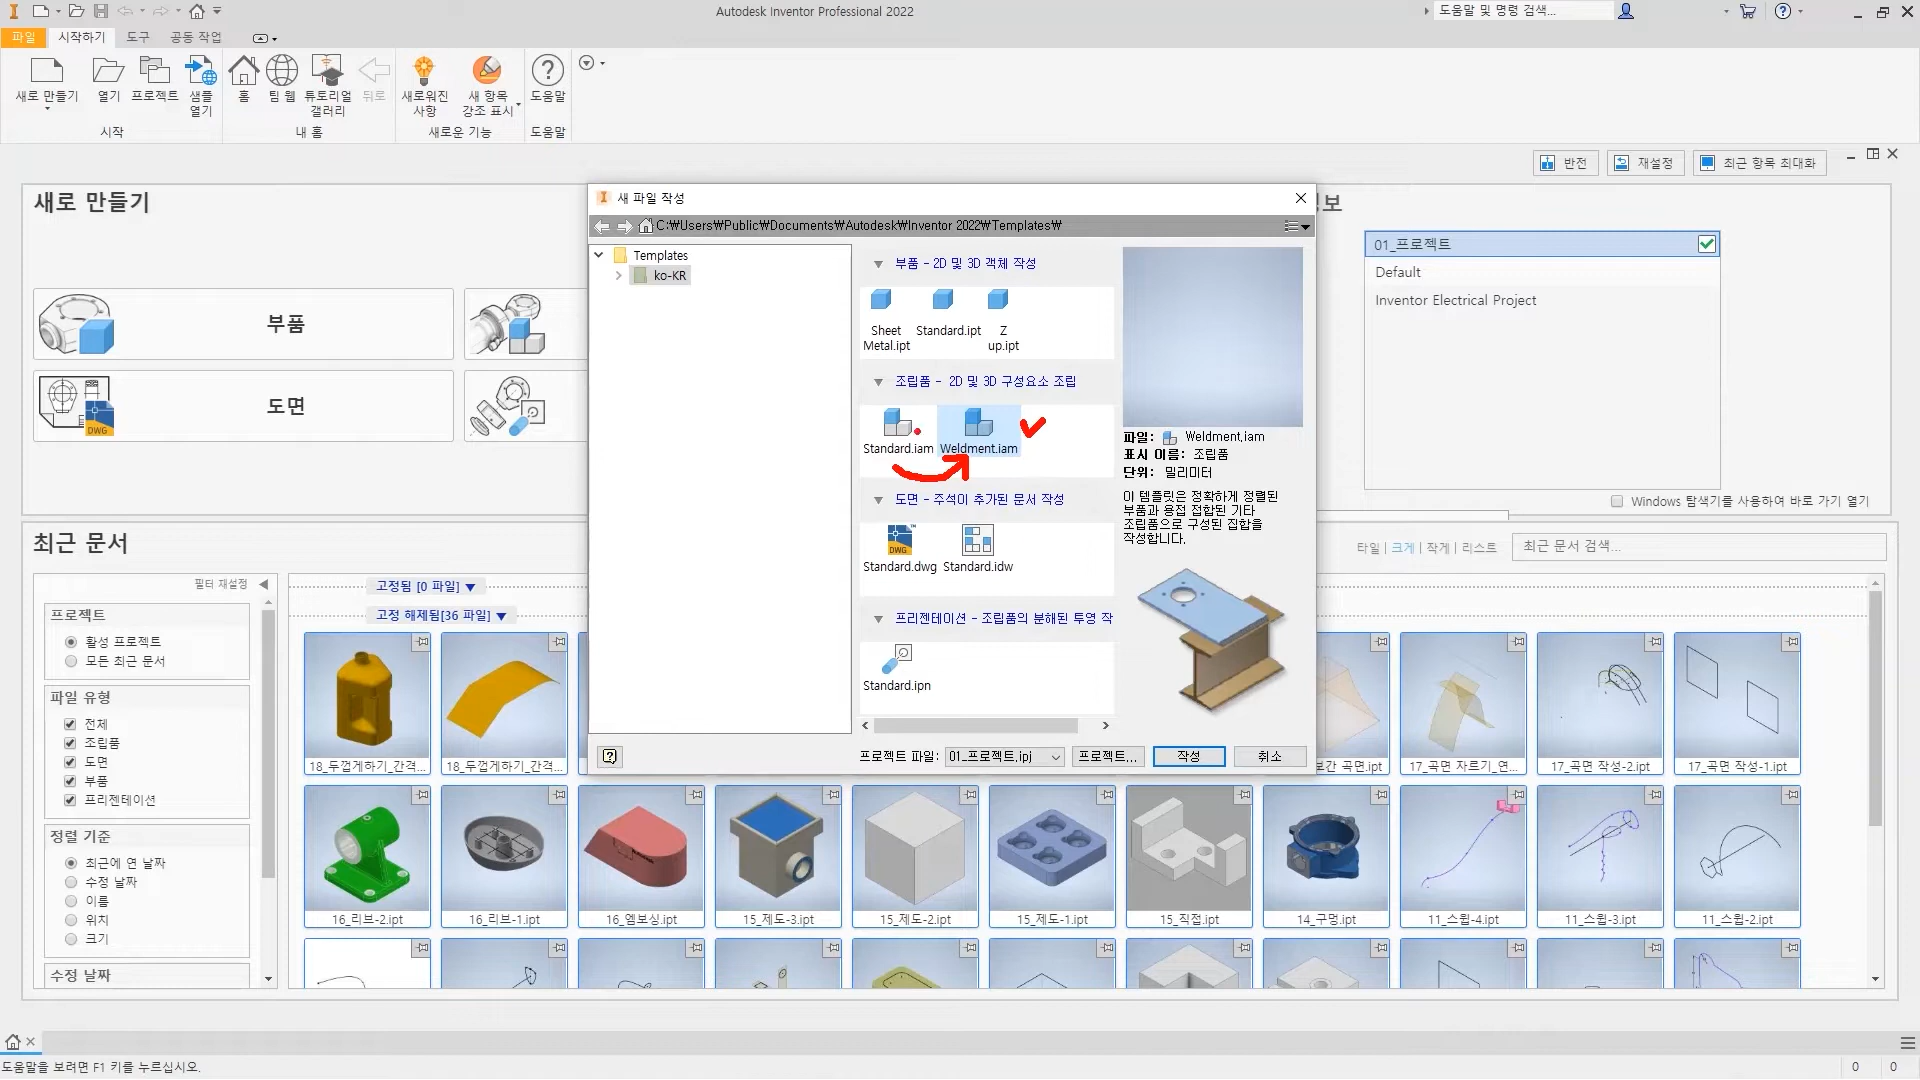 Autodesk Inventor Professional 2022
도움말 및 명령 검색...
파일 시작하기 도구 공동 작업
새로 만들기 열기 프로젝트 샘플 열기 홈 팀 웹 튜토리얼 갤러리 뒤로 새로워진 사항 새 항목 강조 표시 도움말
시작 내 홈 새로운 기능 도움말
반전 재설정 최근 항목 최대화
새로 만들기
부품
도면
새 파일 작성
C:₩Users₩Public₩Documents₩Autodesk₩Inventor 2022₩Templates₩
Templates
ko-KR
부품 - 2D 및 3D 객체 작성
Sheet Metal.ipt
Standard.ipt
Z up.ipt
조립품 - 2D 및 3D 구성요소 조립
Standard.iam
Weldment.iam
도면 - 주석이 추가된 문서 작성
DWG
Standard.dwg
Standard.idw
프리젠테이션 - 조립품의 분해된 투영 작
Standard.ipn
파일: Weldment.iam
표시 이름: 조립품
단위: 밀리미터
이 템플릿은 정확하게 정렬된
부품과 용접 접합된 기타
조립품으로 구성된 집합을
작성합니다.
프로젝트 파일: 01_프로젝트.ipj 프로젝트... 작성 취소
보
01_프로젝트
Default
Inventor Electrical Project
Windows 탐색기를 사용하여 바로 가기 열기
최근 문서
타일 | 크게 | 작게 | 리스트
최근 문서 검색...
필터 재설정
프로젝트
활성 프로젝트
모든 최근 문서
파일 유형
전체
조립품
도면
부품
프리젠테이션
정렬 기준
최근에 연 날짜
수정 날짜
이름
위치
크기
수정 날짜
고정됨 [0 파일]
고정 해제됨[36 파일]
18_두껍게하기_간격...
18_두껍게하기_간격...
보간 곡면.ipt
17_곡면 자르기_연...
17_곡면 작성-2.ipt
17_곡면 작성-1.ipt
16_리브-2.ipt
16_리브-1.ipt
16_엠보싱.ipt
15_제도-3.ipt
15_제도-2.ipt
15_제도-1.ipt
15_직접.ipt
14_구멍.ipt
11_스윕-4.ipt
11_스윕-3.ipt
11_스윕-2.ipt
도움말을 보려면 F1 키를 누르십시오.
0 0